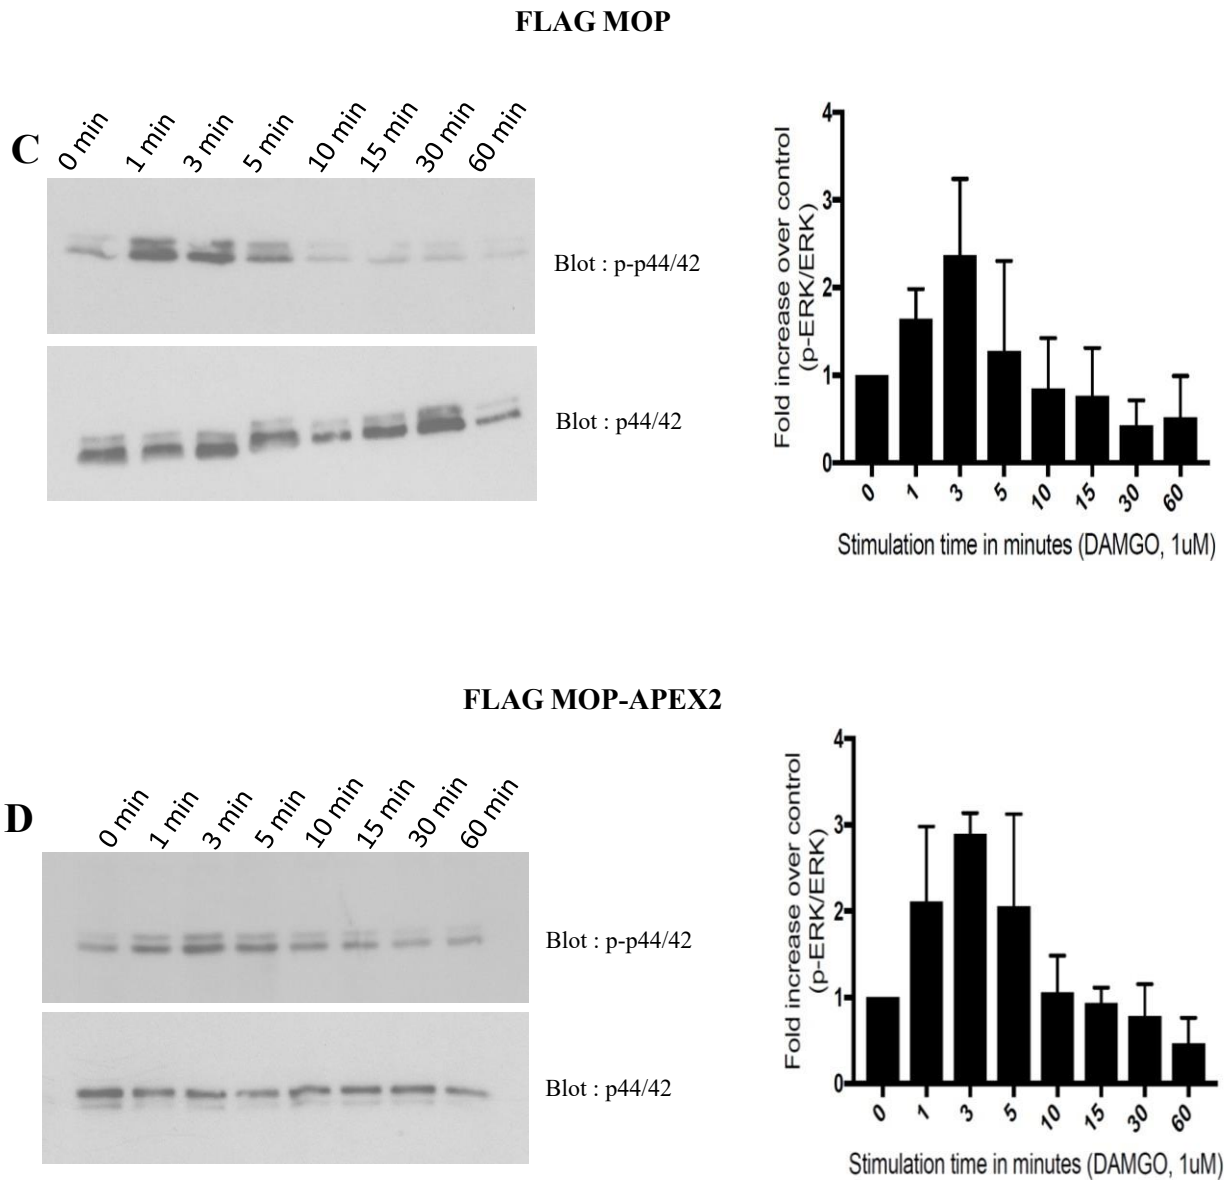 FLAG MOP
C
0 min 1 min 3 min 5 min 10 min 15 min 30 min 60 min
Blot : p-p44/42
Blot : p44/42
Fold increase over control
(p-ERK/ERK)
4
3
2
1
0
0 1 3 5 10 15 30 60
Stimulation time in minutes (DAMGO, 1uM)
FLAG MOP-APEX2
D
0 min 1 min 3 min 5 min 10 min 15 min 30 min 60 min
Blot : p-p44/42
Blot : p44/42
Fold increase over control
(p-ERK/ERK)
4
3
2
1
0
0 1 3 5 10 15 30 60
Stimulation time in minutes (DAMGO, 1uM)